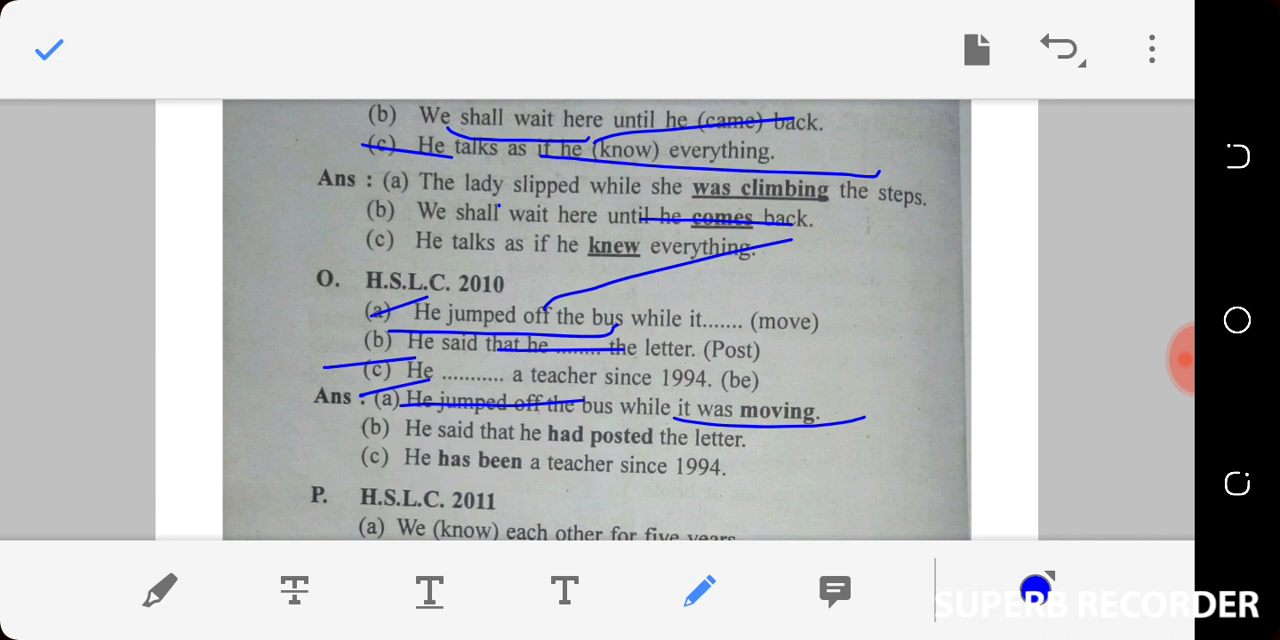 (b) We shall wait here until he (came) back.
(c) He talks as if he (know) everything.
Ans : (a) The lady slipped while she was climbing the steps.
(b) We shall wait here until he comes back.
(c) He talks as if he knew everything.
O. H.S.L.C. 2010
(a) He jumped off the bus while it....... (move)
(b) He said that he ........ the letter. (Post)
(c) He ........... a teacher since 1994. (be)
Ans : (a) He jumped off the bus while it was moving.
(b) He said that he had posted the letter.
(c) He has been a teacher since 1994.
P. H.S.L.C. 2011
(a) We (know) each other for five years
SUPERB RECORDER